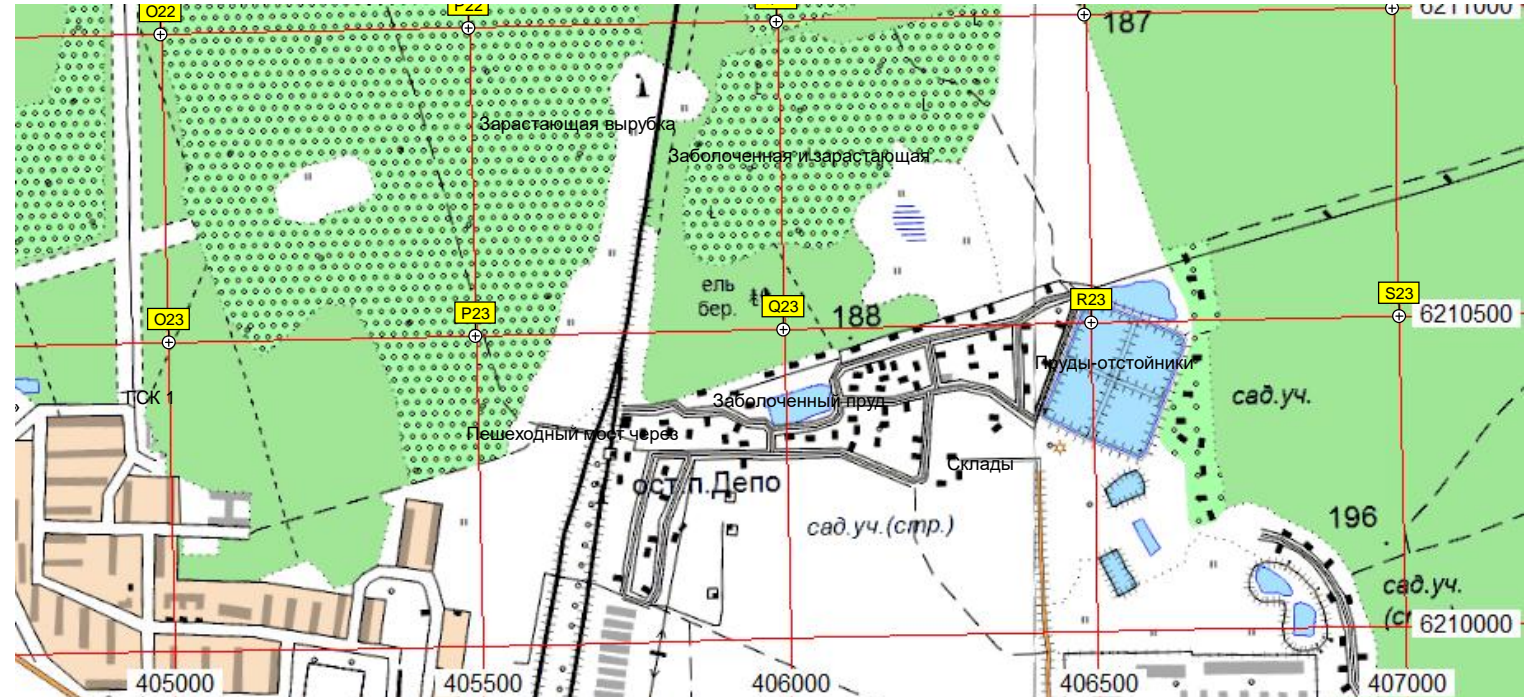 O22
P22
187
6211000
Зарастающая вырубка
Заболоченная и зарастающая
ель
бер.
O23
P23
Q23
R23
S23
188
6210500
Пруды-отстойники
ТСК 1
Заболоченный пруд
сад.уч.
Пешеходный мост через
Склады
ост.п.Депо
сад.уч.(стр.)
196
сад.уч.
6210000
405000
405500
406000
406500
407000